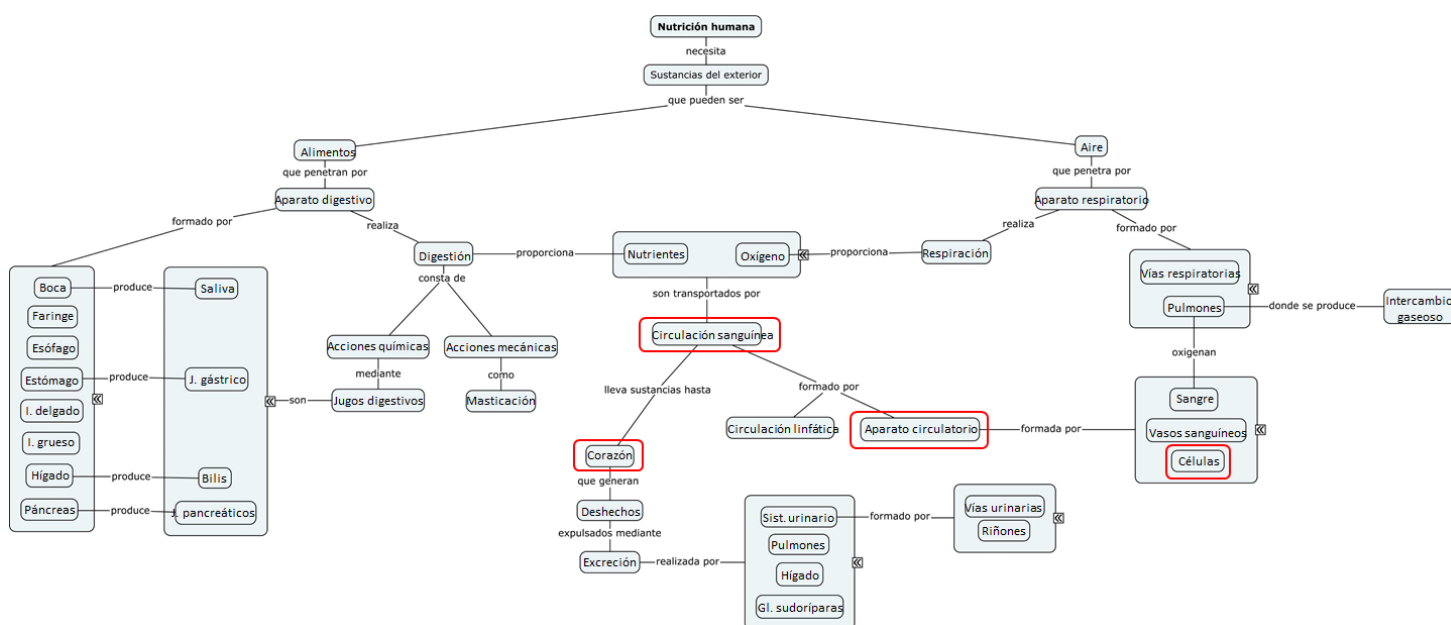 Nutrición humana
necesita
Sustancias del exterior
que pueden ser
Alimentos
Aire
que penetran por
que penetra por
Aparato digestivo
Aparato respiratorio
formado por
realiza
realiza
formado por
Digestión
proporciona
Nutrientes
Oxígeno
proporciona
Respiración
consta de
Vías respiratorias
Pulmones
donde se produce
Intercambio
gaseoso
Boca
produce
Saliva
son transportados por
Faringe
Circulación sanguínea
Esófago
Acciones químicas
Acciones mecánicas
oxigenan
mediante
como
Estómago
produce
J. gástrico
son
Jugos digestivos
Masticación
lleva sustancias hasta
formado por
Sangre
I. delgado
Circulación linfática
Aparato circulatorio
formada por
Vasos sanguíneos
I. grueso
Corazón
Células
Hígado
produce
Bilis
que generan
Páncreas
produce
J. pancreáticos
Deshechos
Sist. urinario
formado por
Vías urinarias
Riñones
expulsados mediante
Pulmones
Excreción
realizada por
Hígado
Gl. sudoríparas